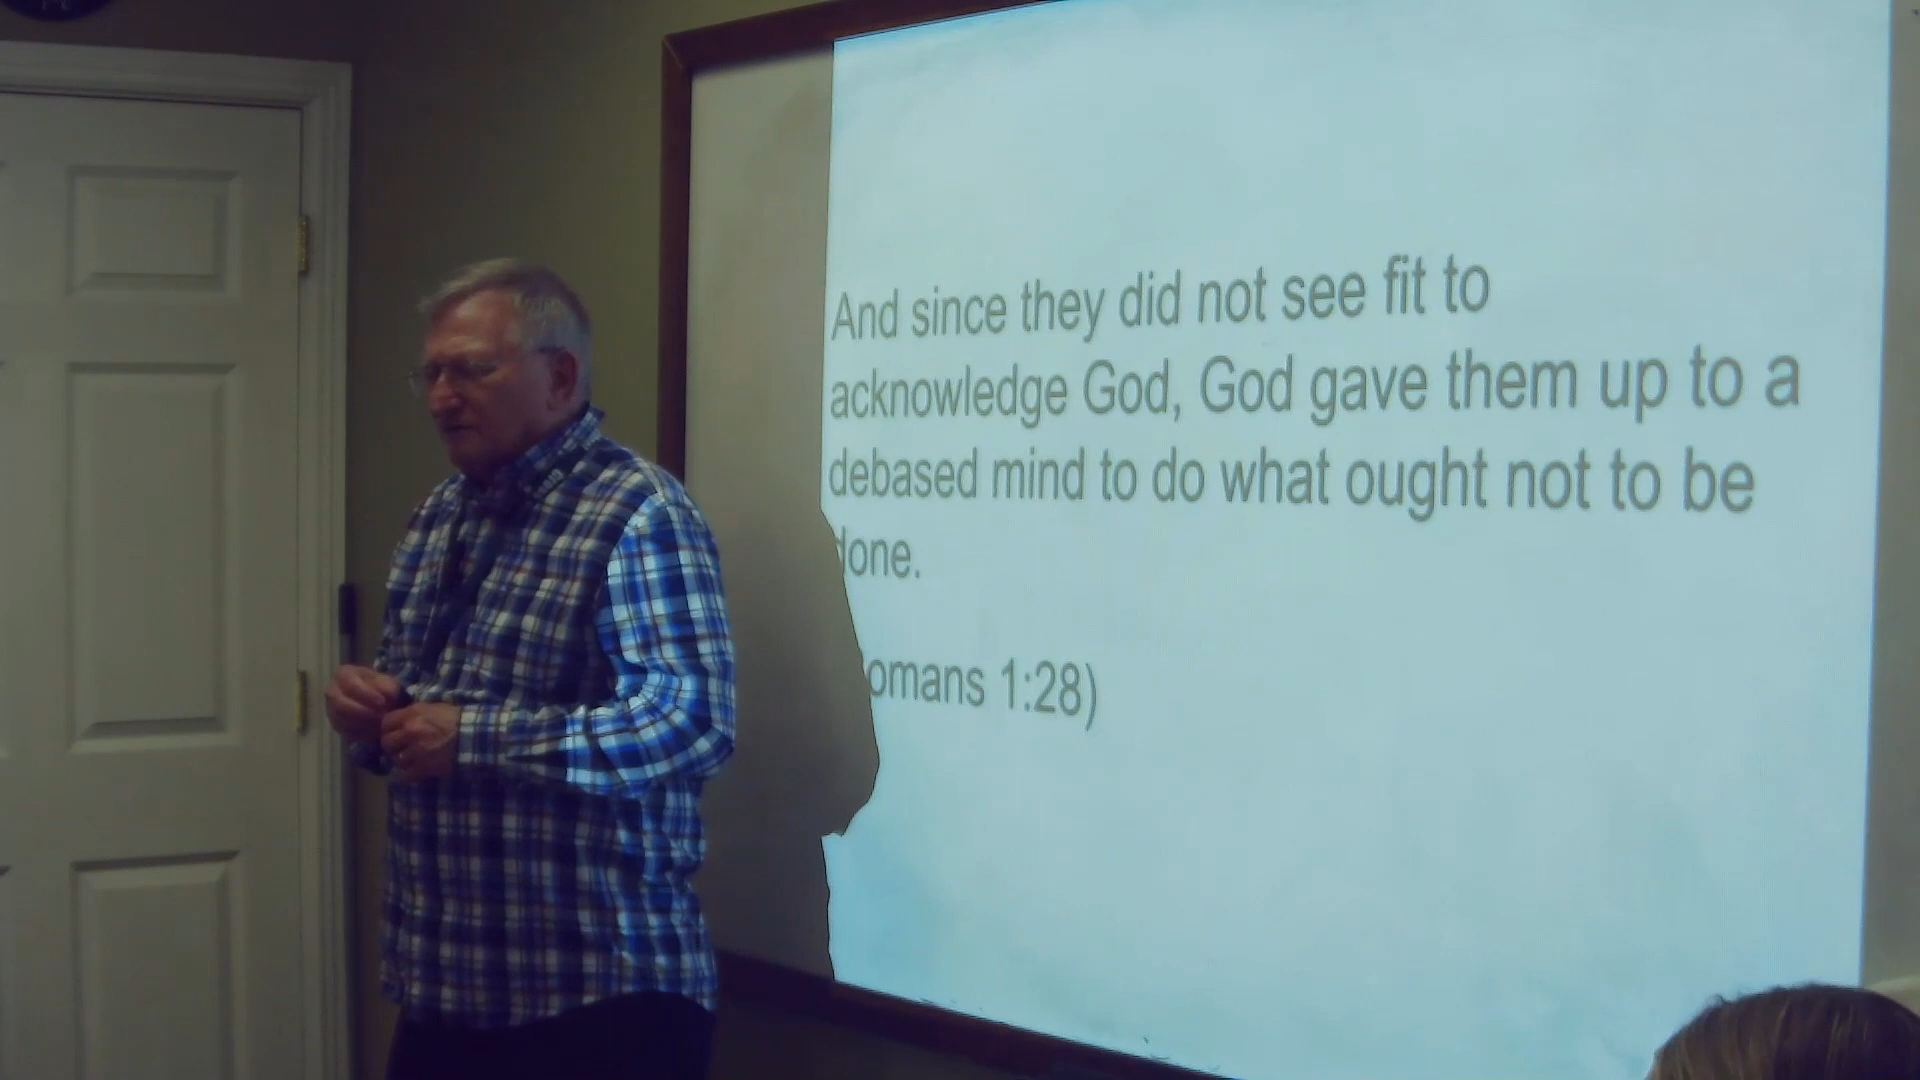 And since they did not see fit to
acknowledge God, God gave them up to a
debased mind to do what ought not to be
done.
omans 1:28)